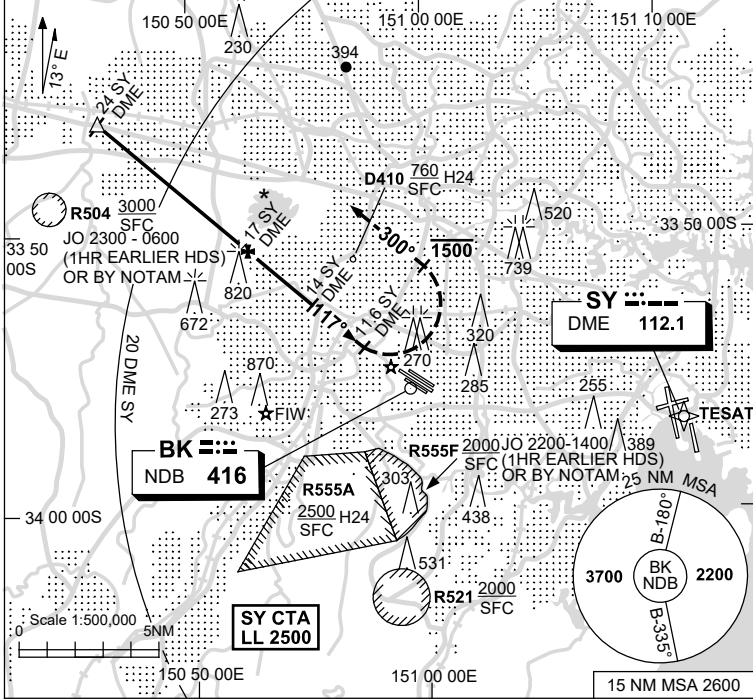 150 50 00E
151 00 00E
151 10 00E
13° E
230
394
24 SY
DME
D410 760 H24
SFC
520
R504 3000
SFC
JO 2300 - 0600
(1HR EARLIER HDS)
OR BY NOTAM
33 50
00S
33 50 00S
*
17 SY
DME
300°
1500
739
820
672
14 SY
DME
117°
11.6 SY
DME
SY
DME 112.1
20 DME SY
270
320
285
870
273
FIW
255
389
TESAT
BK
NDB 416
R555F 2000 JO 2200-1400
SFC (1HR EARLIER HDS)
OR BY NOTAM
R555A
2500 H24
SFC
303
438
34 00 00S
531
R521 2000
SFC
25 NM MSA
B-180°
3700
BK
NDB
2200
B-335°
Scale 1:500,000
0 5NM
SY CTA
LL 2500
150 50 00E
151 00 00E
15 NM MSA 2600